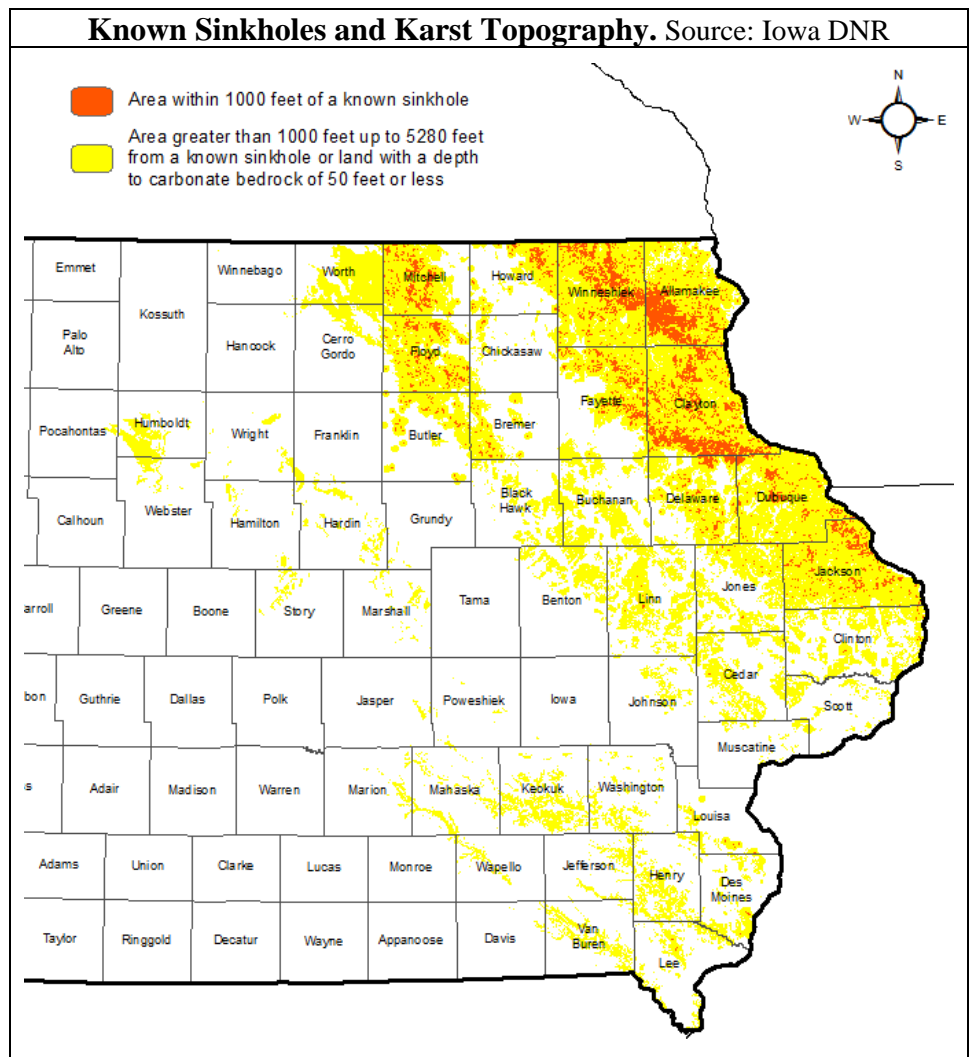 Known Sinkholes and Karst Topography. Source: Iowa DNR
Area within 1000 feet of a known sinkhole
Area greater than 1000 feet up to 5280 feet
from a known sinkhole or land with a depth
to carbonate bedrock of 50 feet or less
N
W E
S
Emmet
Winnebago
Worth
Mitchell
Howard
Winneshiek
Allamakee
Kossuth
Palo
Alto
Hancock
Cerro
Gordo
Floyd
Chickasaw
Fayette
Clayton
Pocahontas
Humboldt
Wright
Franklin
Butler
Bremer
Calhoun
Webster
Hamilton
Hardin
Grundy
Black
Hawk
Buchanan
Delaware
Dubuque
arroll
Greene
Boone
Story
Marshall
Tama
Benton
Linn
Jones
Jackson
Clinton
bon
Guthrie
Dallas
Polk
Jasper
Poweshiek
Iowa
Johnson
Cedar
Scott
Muscatine
s
Adair
Madison
Warren
Marion
Mahaska
Keokuk
Washington
Louisa
Adams
Union
Clarke
Lucas
Monroe
Wapello
Jefferson
Henry
Des
Moines
Taylor
Ringgold
Decatur
Wayne
Appanoose
Davis
Van
Buren
Lee